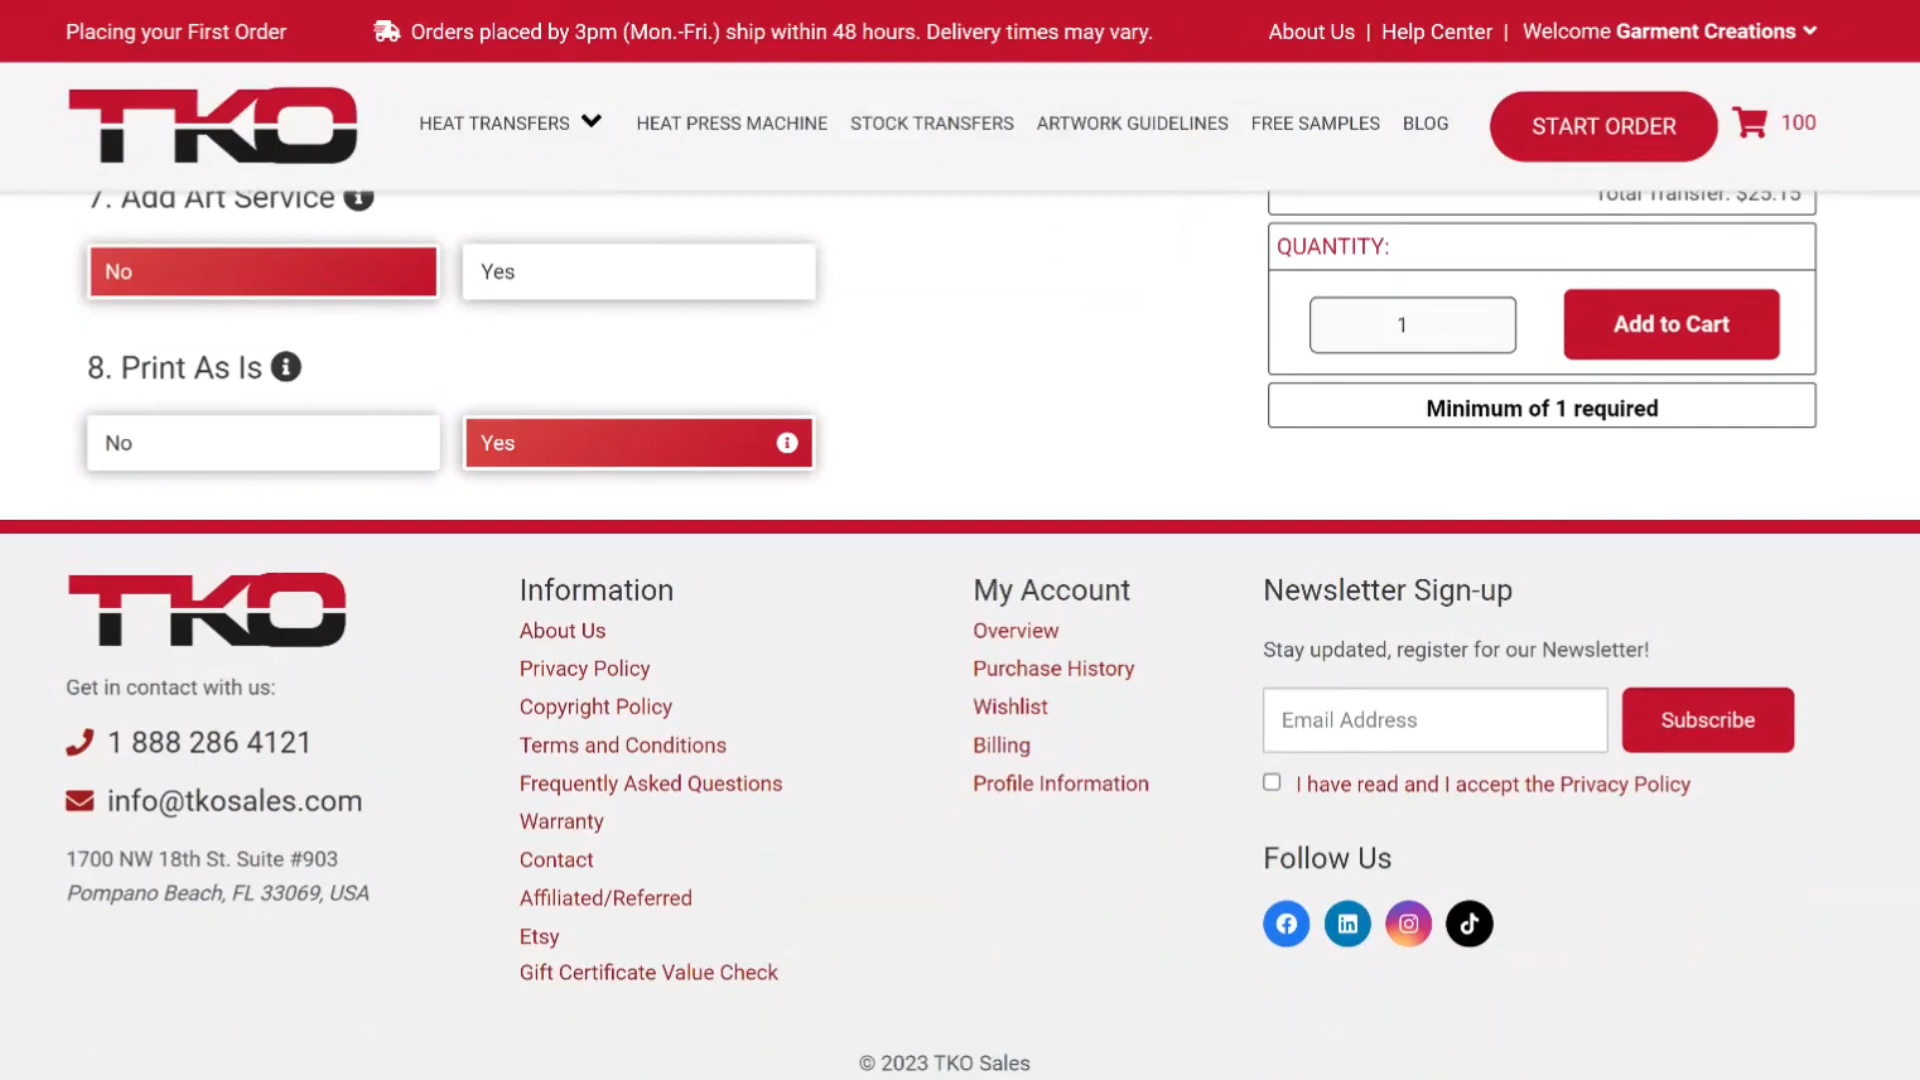 Placing your First Order
Orders placed by 3pm (Mon.-Fri.) ship within 48 hours. Delivery times may vary.
About Us | Help Center | Welcome Garment Creations
TKO
HEAT TRANSFERS
HEAT PRESS MACHINE
STOCK TRANSFERS
ARTWORK GUIDELINES
FREE SAMPLES
BLOG
START ORDER
100
7. Add Art Service
No
Yes
8. Print As Is
No
Yes
Total Transfer: $25.15
QUANTITY:
1
Add to Cart
Minimum of 1 required
TKO
Get in contact with us:
1 888 286 4121
info@tkosales.com
1700 NW 18th St. Suite #903
Pompano Beach, FL 33069, USA
Information
About Us
Privacy Policy
Copyright Policy
Terms and Conditions
Frequently Asked Questions
Warranty
Contact
Affiliated/Referred
Etsy
Gift Certificate Value Check
My Account
Overview
Purchase History
Wishlist
Billing
Profile Information
Newsletter Sign-up
Stay updated, register for our Newsletter!
Email Address
Subscribe
I have read and I accept the Privacy Policy
Follow Us
© 2023 TKO Sales